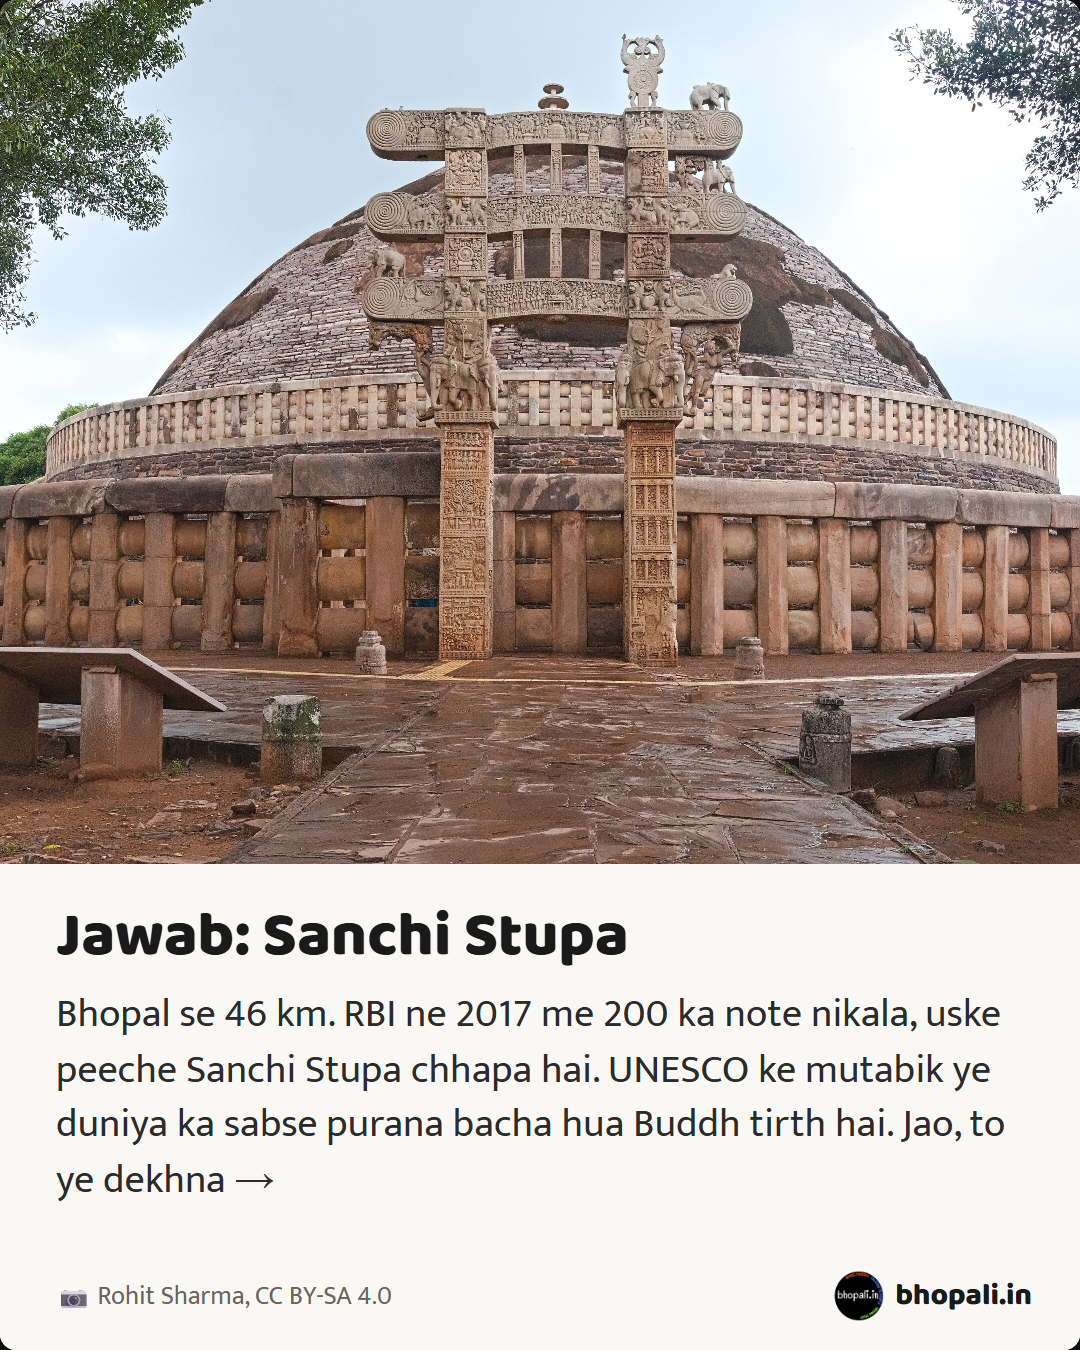 Jawab: Sanchi Stupa
Bhopal se 46 km. RBI ne 2017 me 200 ka note nikala, uske
peeche Sanchi Stupa chhapa hai. UNESCO ke mutabik ye
duniya ka sabse purana bacha hua Buddh tirth hai. Jao, to
ye dekhna →
Rohit Sharma, CC BY-SA 4.0
bhopali.in
bhopali.in